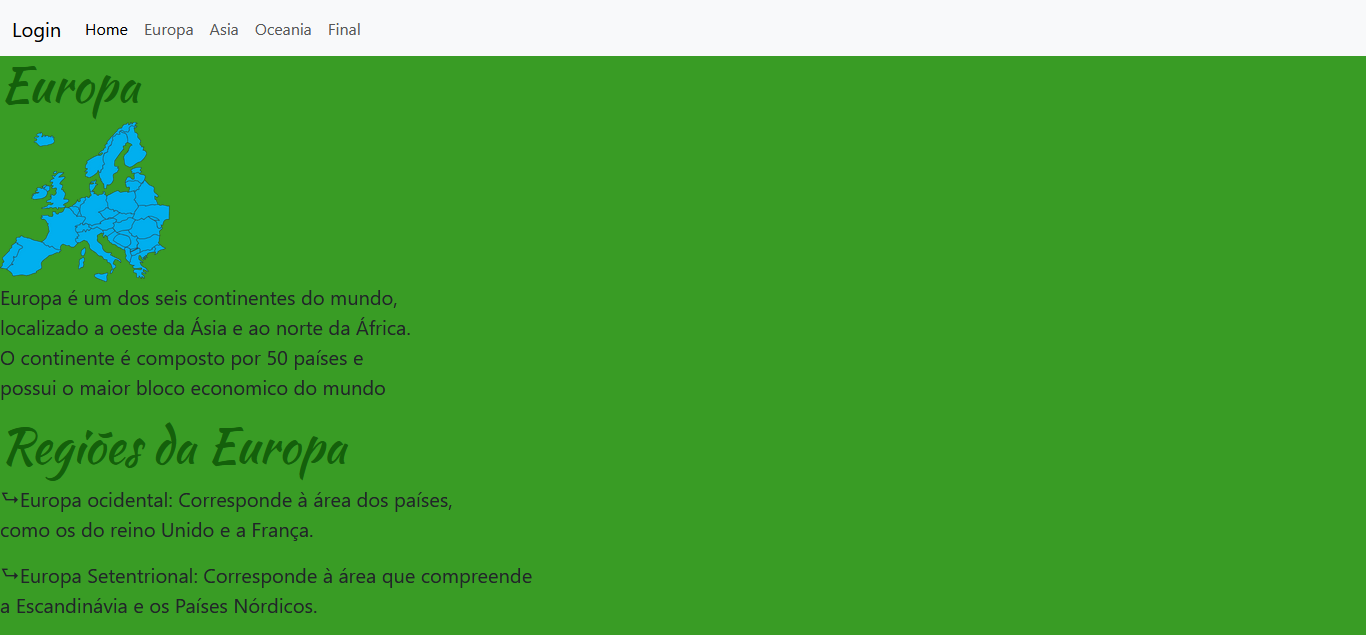 Login Home Europa Asia Oceania Final
Europa
Europa é um dos seis continentes do mundo,
localizado a oeste da Ásia e ao norte da África.
O continente é composto por 50 países e
possui o maior bloco economico do mundo
Regiões da Europa
⮩Europa ocidental: Corresponde à área dos países,
como os do reino Unido e a França.
⮩Europa Setentrional: Corresponde à área que compreende
a Escandinávia e os Países Nórdicos.